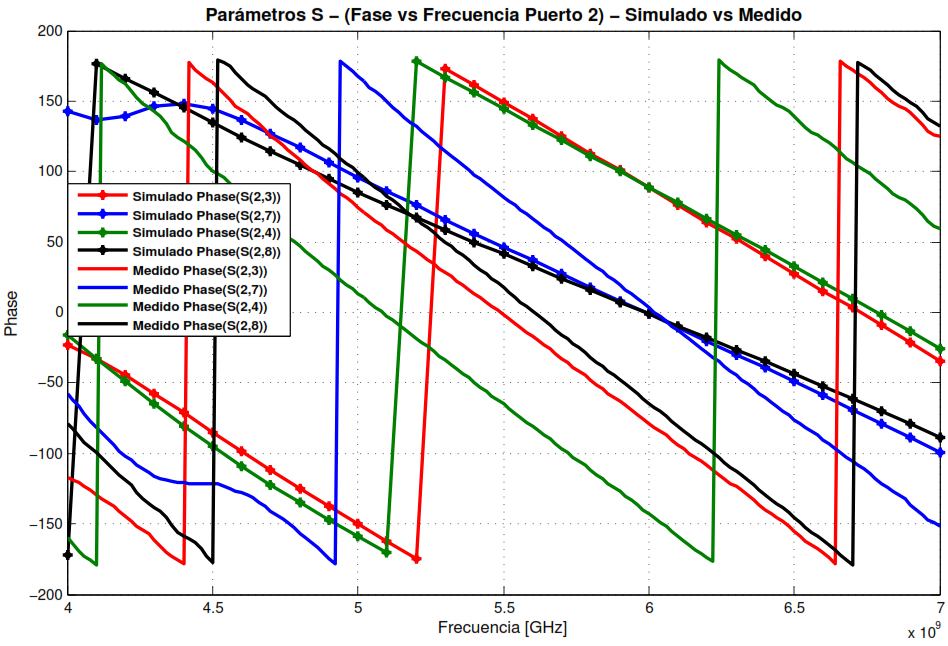 Parámetros S – (Fase vs Frecuencia Puerto 2) – Simulado vs Medido
200
150
100
50
0
−50
−100
−150
−200
Phase
Simulado Phase(S(2,3))
Simulado Phase(S(2,7))
Simulado Phase(S(2,4))
Simulado Phase(S(2,8))
Medido Phase(S(2,3))
Medido Phase(S(2,7))
Medido Phase(S(2,4))
Medido Phase(S(2,8))
4 4.5 5 5.5 6 6.5 7
Frecuencia [GHz]
x 10⁹